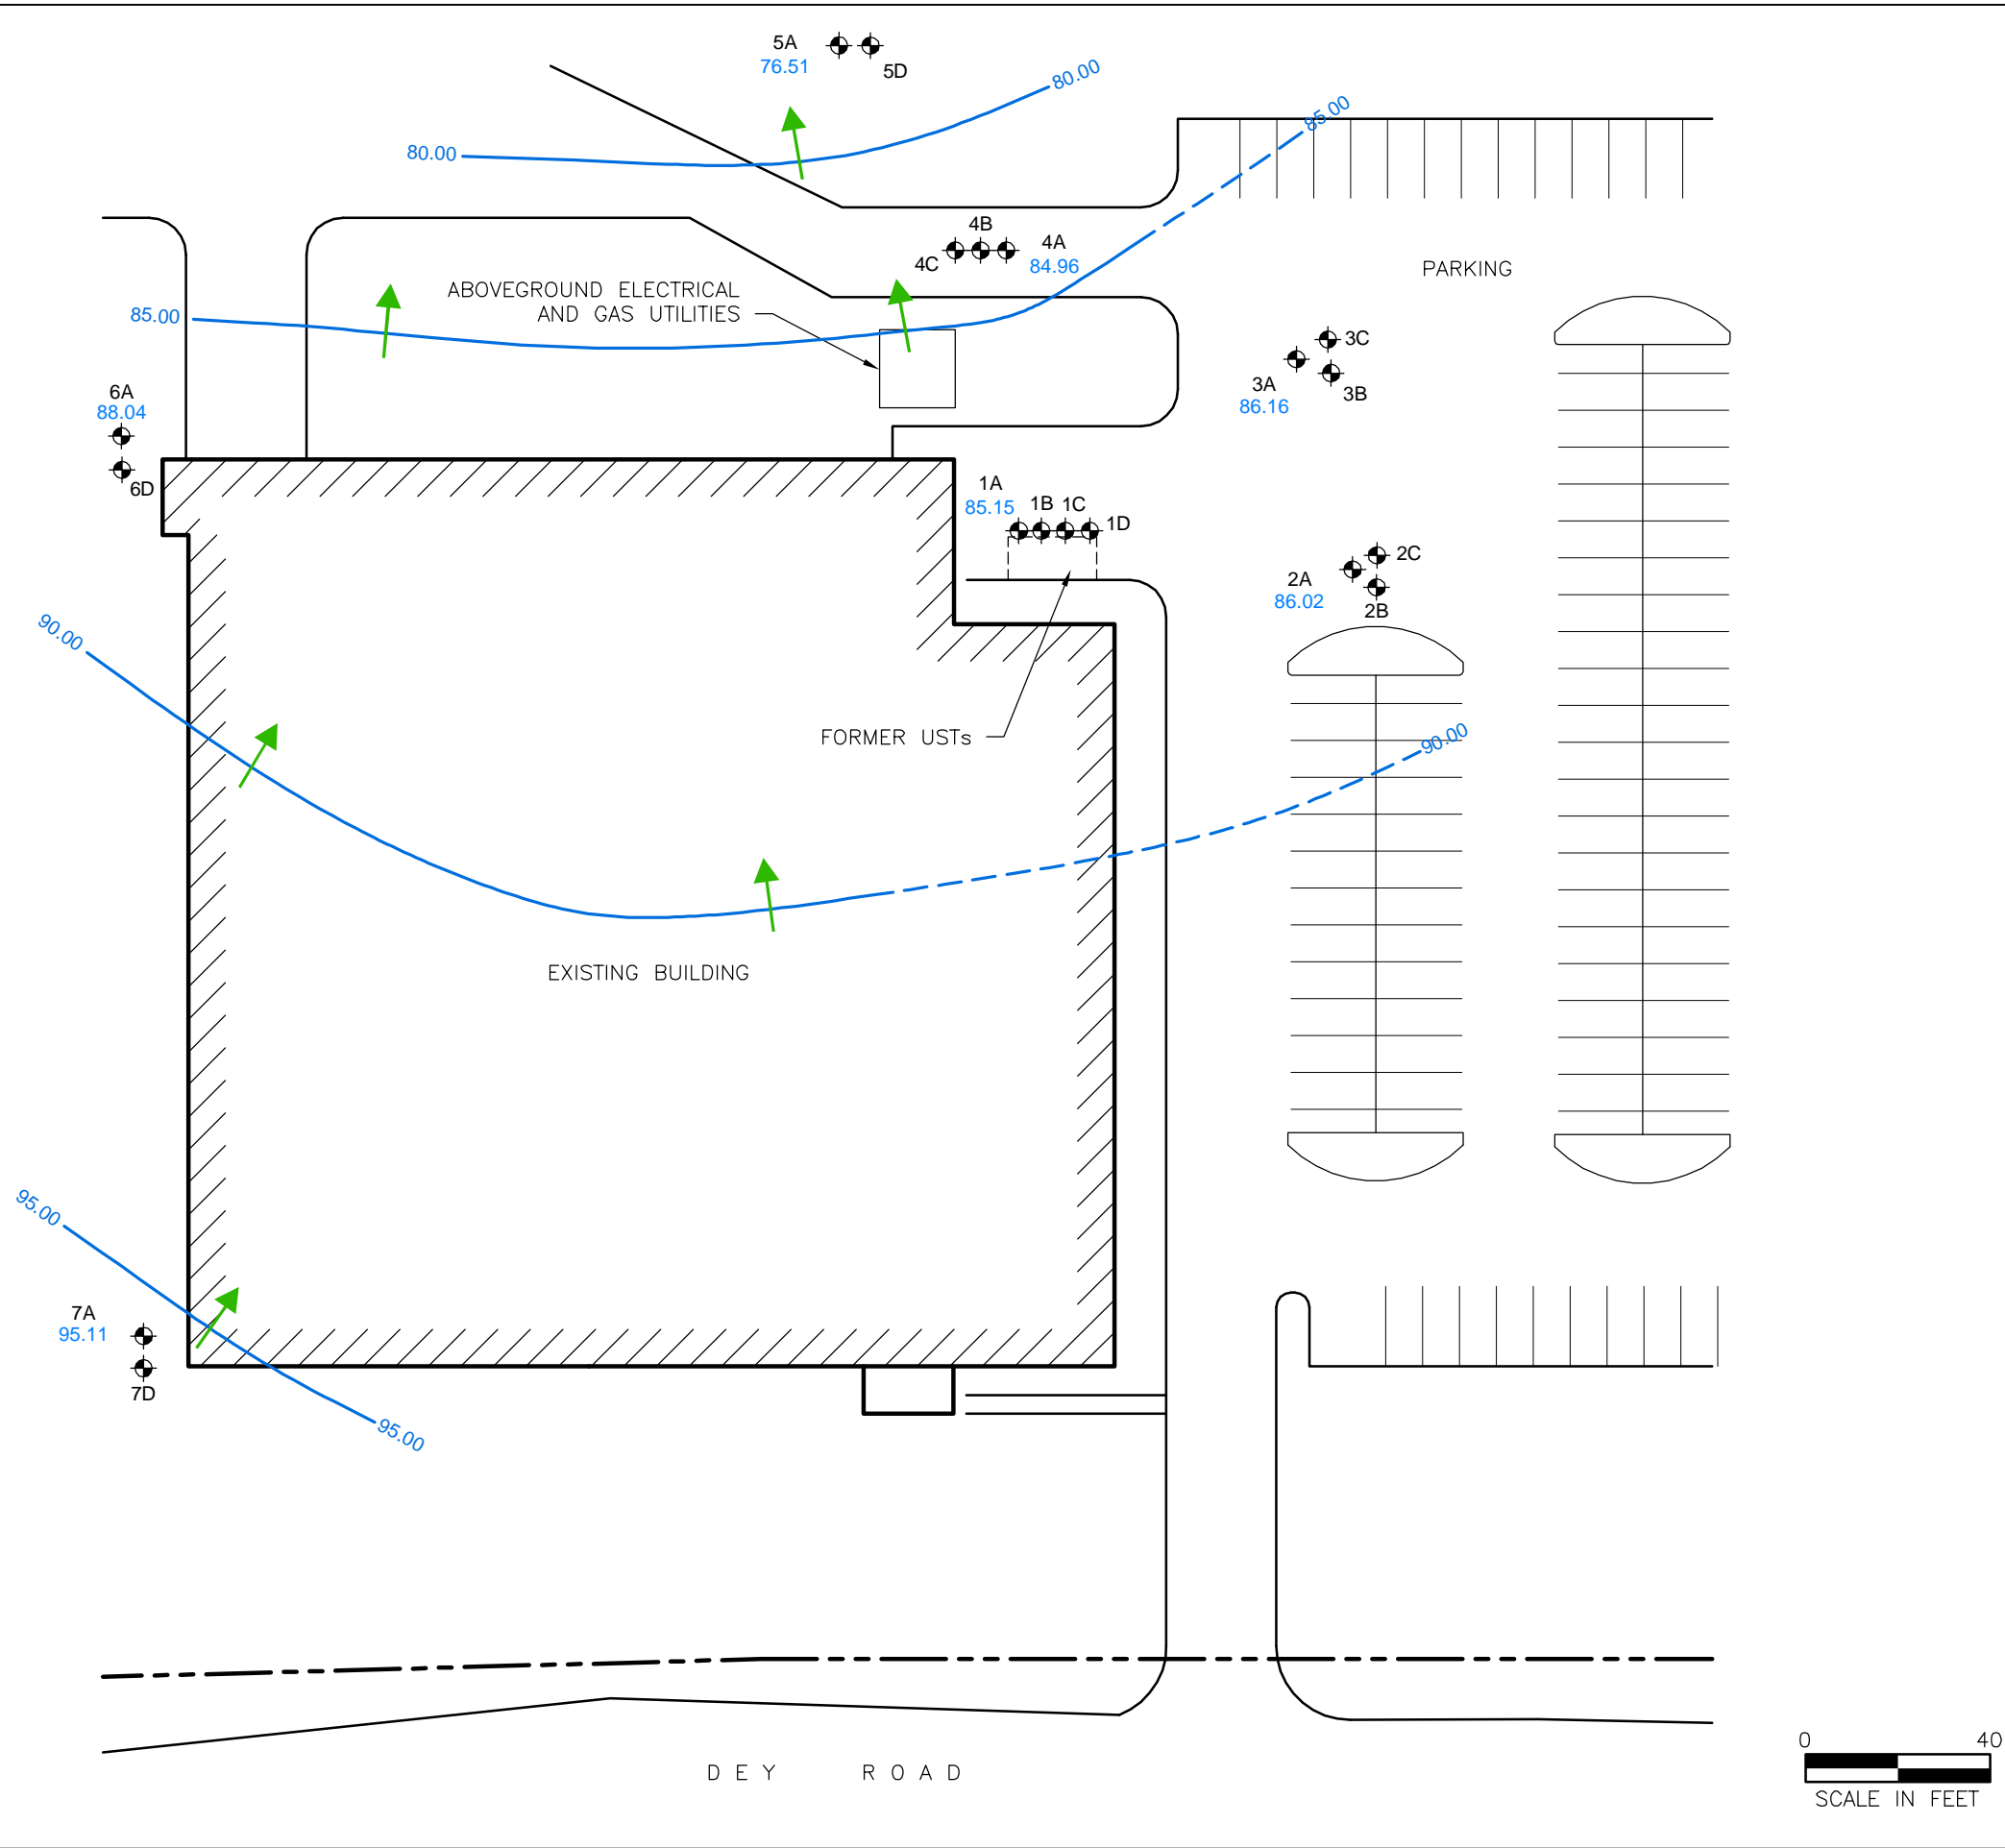 5A
76.51
5D
80.00
80.00
85.00
4B
4A
4C
84.96
PARKING
ABOVEGROUND ELECTRICAL
AND GAS UTILITIES
85.00
3C
3A
3B
86.16
6A
88.04
6D
1A
85.15
1B
1C
1D
2C
2A
86.02
2B
90.00
FORMER USTs
90.00
EXISTING BUILDING
95.00
7A
95.11
7D
95.00
DEY ROAD
0 40
SCALE IN FEET